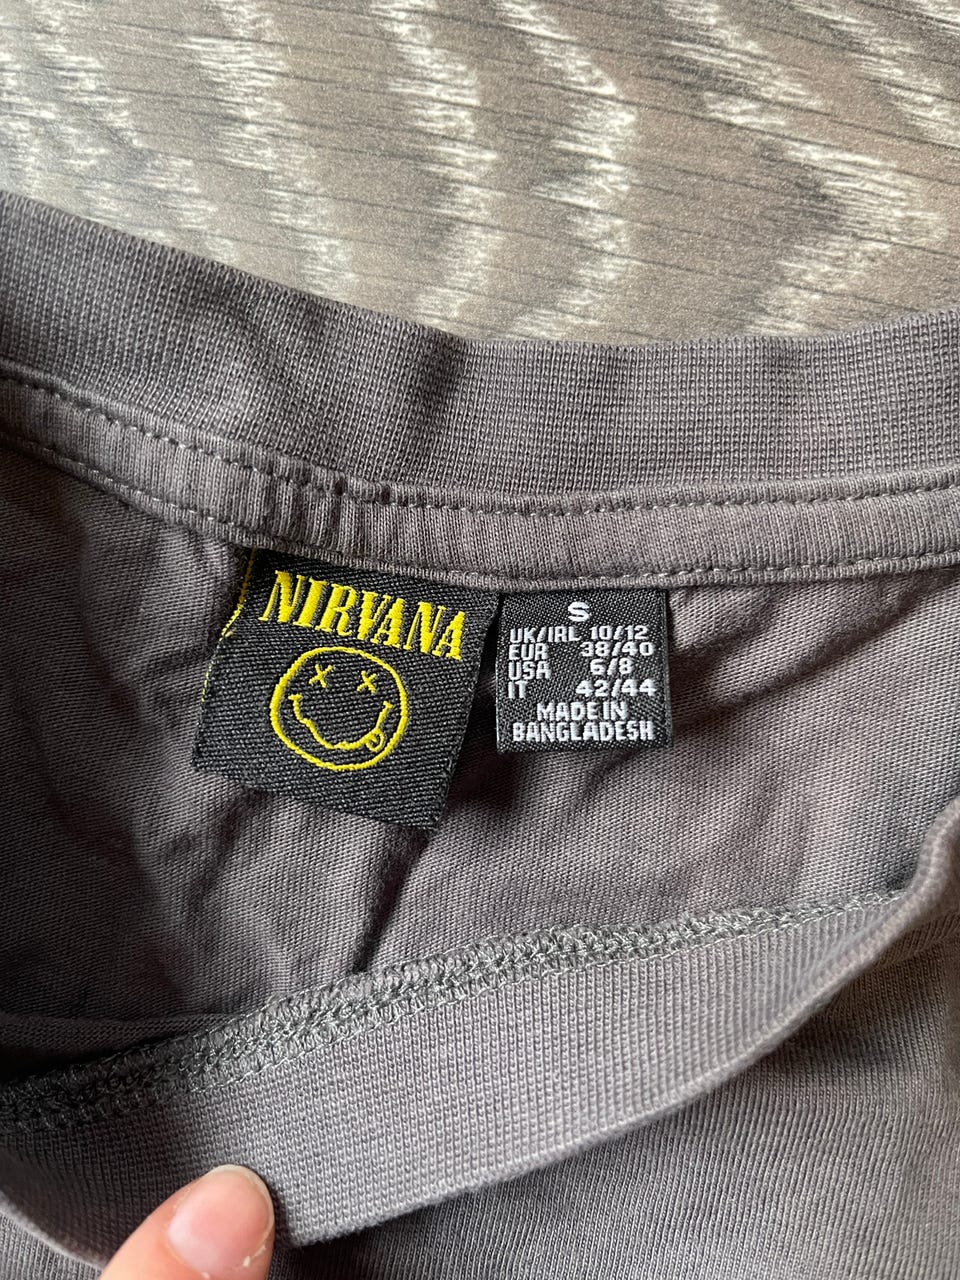 NIRVANA
S
UK/IRL 10/12
EUR 38/40
USA 6/8
IT 42/44
MADE IN
BANGLADESH